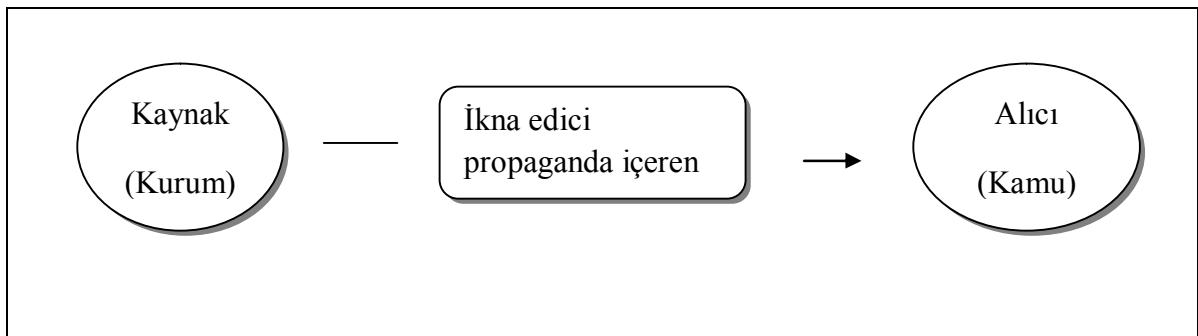 Kaynak
(Kurum)
İkna edici
propaganda içeren
Alıcı
(Kamu)